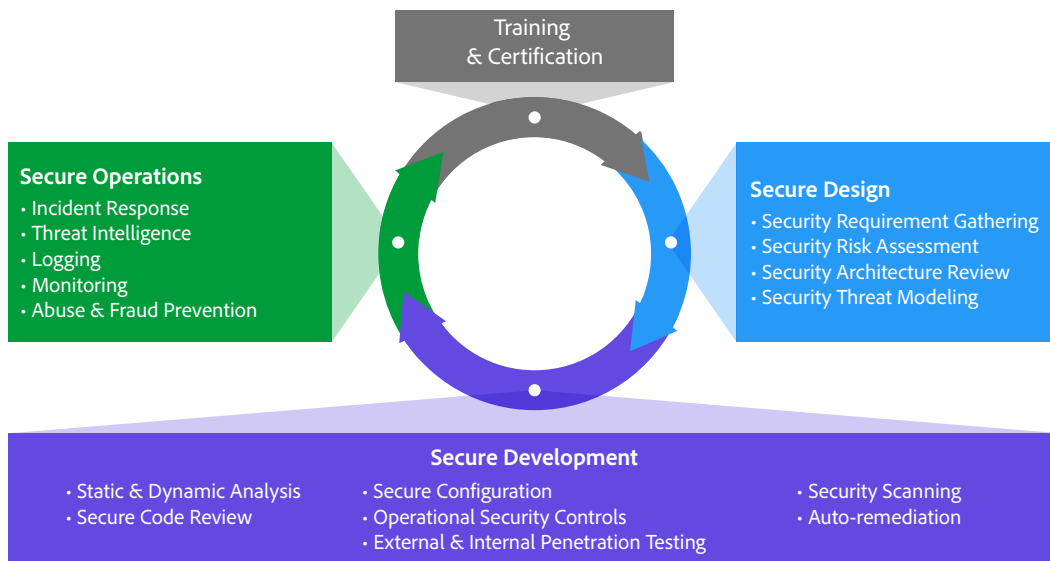 Training
& Certification
Secure Operations
• Incident Response
• Threat Intelligence
• Logging
• Monitoring
• Abuse & Fraud Prevention
Secure Design
• Security Requirement Gathering
• Security Risk Assessment
• Security Architecture Review
• Security Threat Modeling
Secure Development
• Static & Dynamic Analysis
• Secure Code Review
• Secure Configuration
• Operational Security Controls
• External & Internal Penetration Testing
• Security Scanning
• Auto-remediation